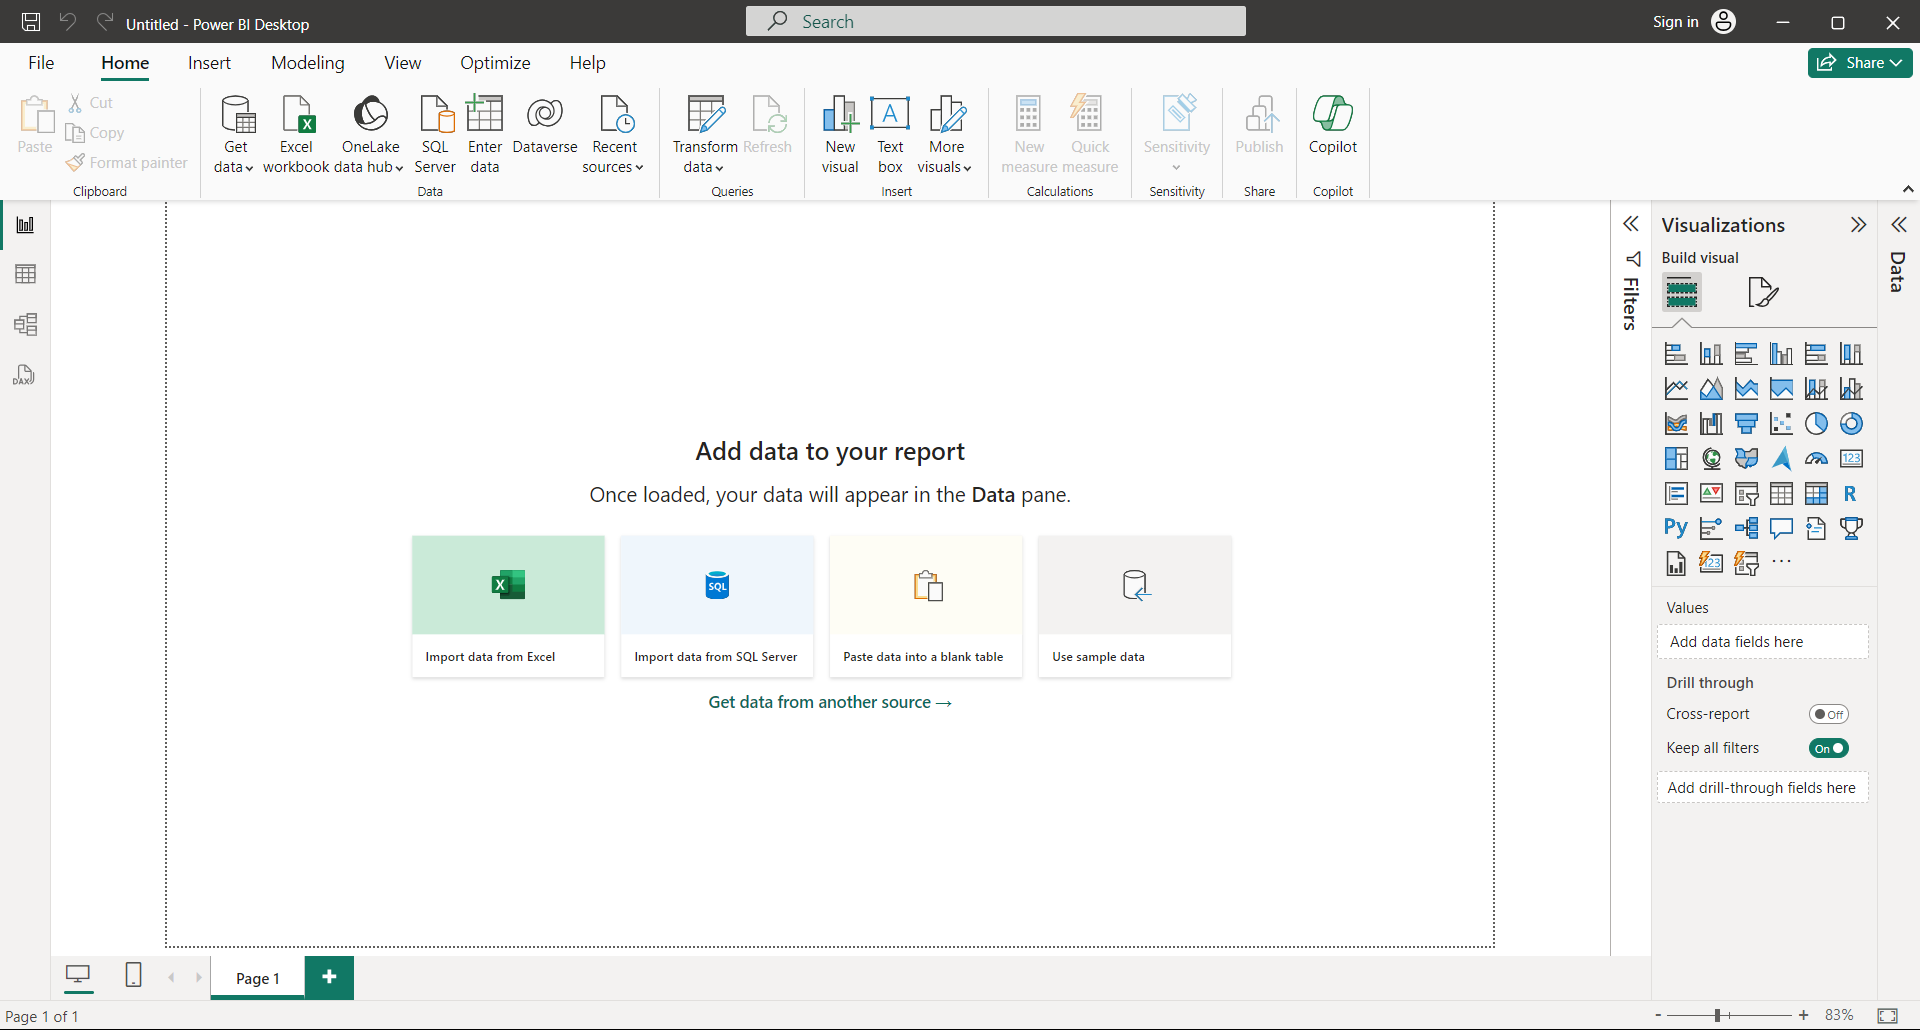 Untitled - Power BI Desktop
Search
Sign in
File Home Insert Modeling View Optimize Help
Share
Paste
Cut
Copy
Format painter
Clipboard
Get data
Excel workbook
OneLake data hub
SQL Server
Enter data
Dataverse
Recent sources
Data
Transform data
Refresh
Queries
New visual
Text box
More visuals
Insert
New measure
Quick measure
Calculations
Sensitivity
Sensitivity
Publish
Share
Copilot
Copilot
DAX
Add data to your report
Once loaded, your data will appear in the Data pane.
SQL
Import data from Excel
Import data from SQL Server
Paste data into a blank table
Use sample data
Get data from another source →
Filters
Visualizations
Build visual
123
R
Py
123
Values
Add data fields here
Drill through
Cross-report
Off
Keep all filters
On
Add drill-through fields here
Data
Page 1
Page 1 of 1
- + 83%